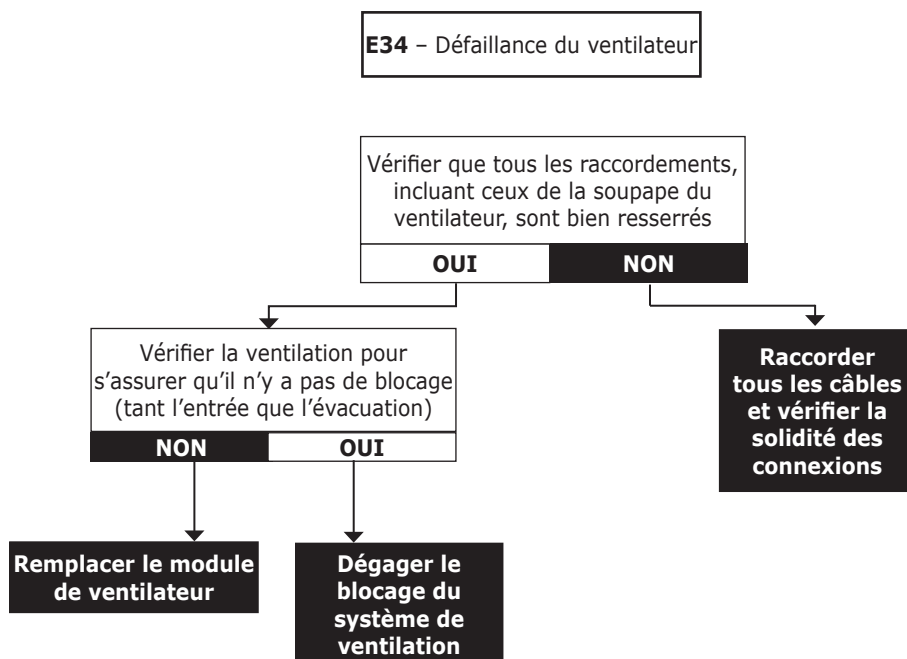 E34 – Défaillance du ventilateur
Vérifier que tous les raccordements,
incluant ceux de la soupape du
ventilateur, sont bien resserrés
OUI
NON
Vérifier la ventilation pour
s’assurer qu’il n’y a pas de blocage
(tant l’entrée que l’évacuation)
NON
OUI
Raccorder
tous les câbles
et vérifier la
solidité des
connexions
Remplacer le module
de ventilateur
Dégager le
blocage du
système de
ventilation